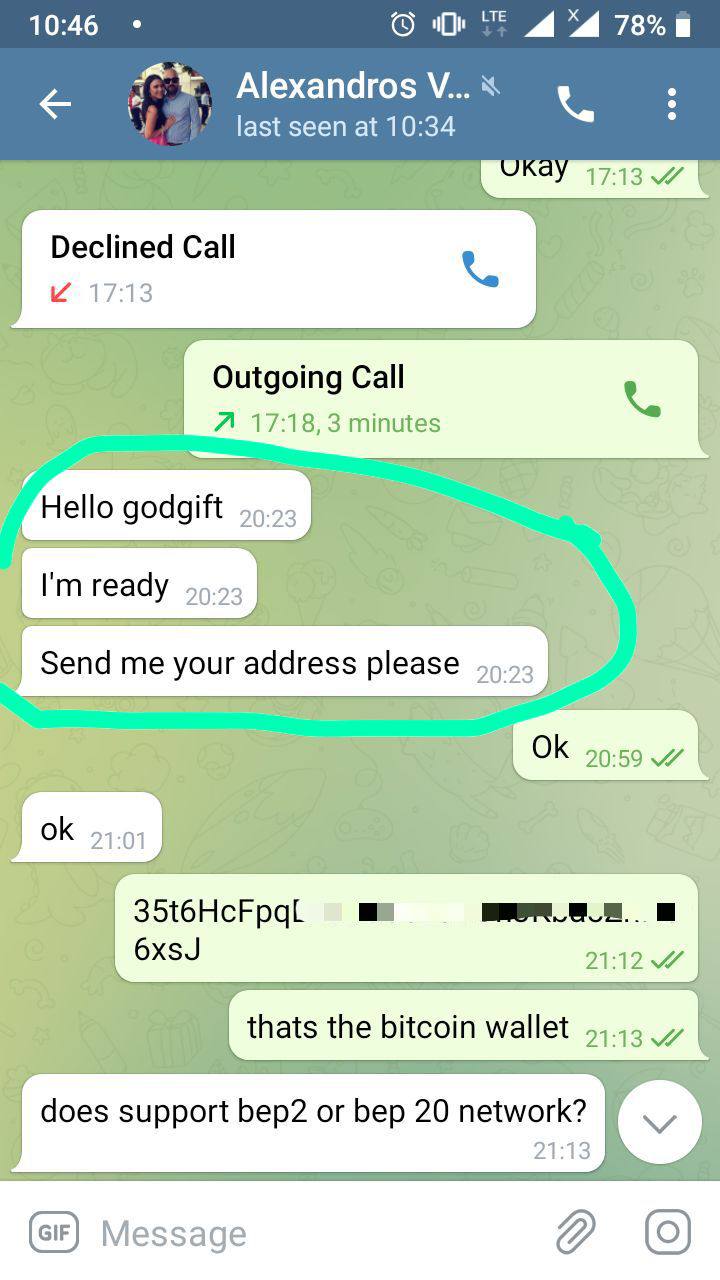 10:46
LTE
78%
Alexandros V...
last seen at 10:34
Okay 17:13
Declined Call
17:13
Outgoing Call
17:18, 3 minutes
Hello godgift 20:23
I'm ready 20:23
Send me your address please 20:23
Ok 20:59
ok 21:01
35t6HcFpq
6xsJ 21:12
thats the bitcoin wallet 21:13
does support bep2 or bep 20 network?
21:13
GIF Message